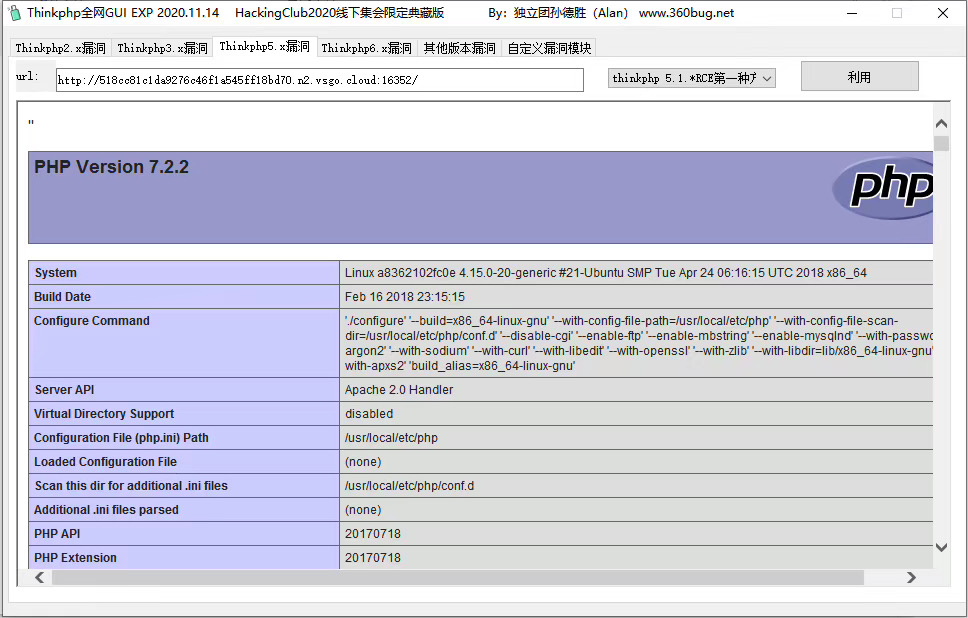 Thinkphp全网GUI EXP 2020.11.14 HackingClub2020线下集会限定典藏版 By：独立团孙德胜（Alan） www.360bug.net
Thinkphp2.x漏洞 Thinkphp3.x漏洞 Thinkphp5.x漏洞 Thinkphp6.x漏洞 其他版本漏洞 自定义漏洞模块
url: http://518cc81c1da9276c46f1a545ff18bd70.n2.vsgo.cloud:16352/ thinkphp 5.1.*RCE第一种 利用
"
PHP Version 7.2.2
php
System Linux a8362102fc0e 4.15.0-20-generic #21-Ubuntu SMP Tue Apr 24 06:16:15 UTC 2018 x86_64
Build Date Feb 16 2018 23:15:15
Configure Command './configure' '--build=x86_64-linux-gnu' '--with-config-file-path=/usr/local/etc/php' '--with-config-file-scan-
dir=/usr/local/etc/php/conf.d' '--disable-cgi' '--enable-ftp' '--enable-mbstring' '--enable-mysqlnd' '--with-passwo
argon2' '--with-sodium' '--with-curl' '--with-libedit' '--with-openssl' '--with-zlib' '--with-libdir=lib/x86_64-linux-gnu'
with-apxs2' 'build_alias=x86_64-linux-gnu'
Server API Apache 2.0 Handler
Virtual Directory Support disabled
Configuration File (php.ini) Path /usr/local/etc/php
Loaded Configuration File (none)
Scan this dir for additional .ini files /usr/local/etc/php/conf.d
Additional .ini files parsed (none)
PHP API 20170718
PHP Extension 20170718